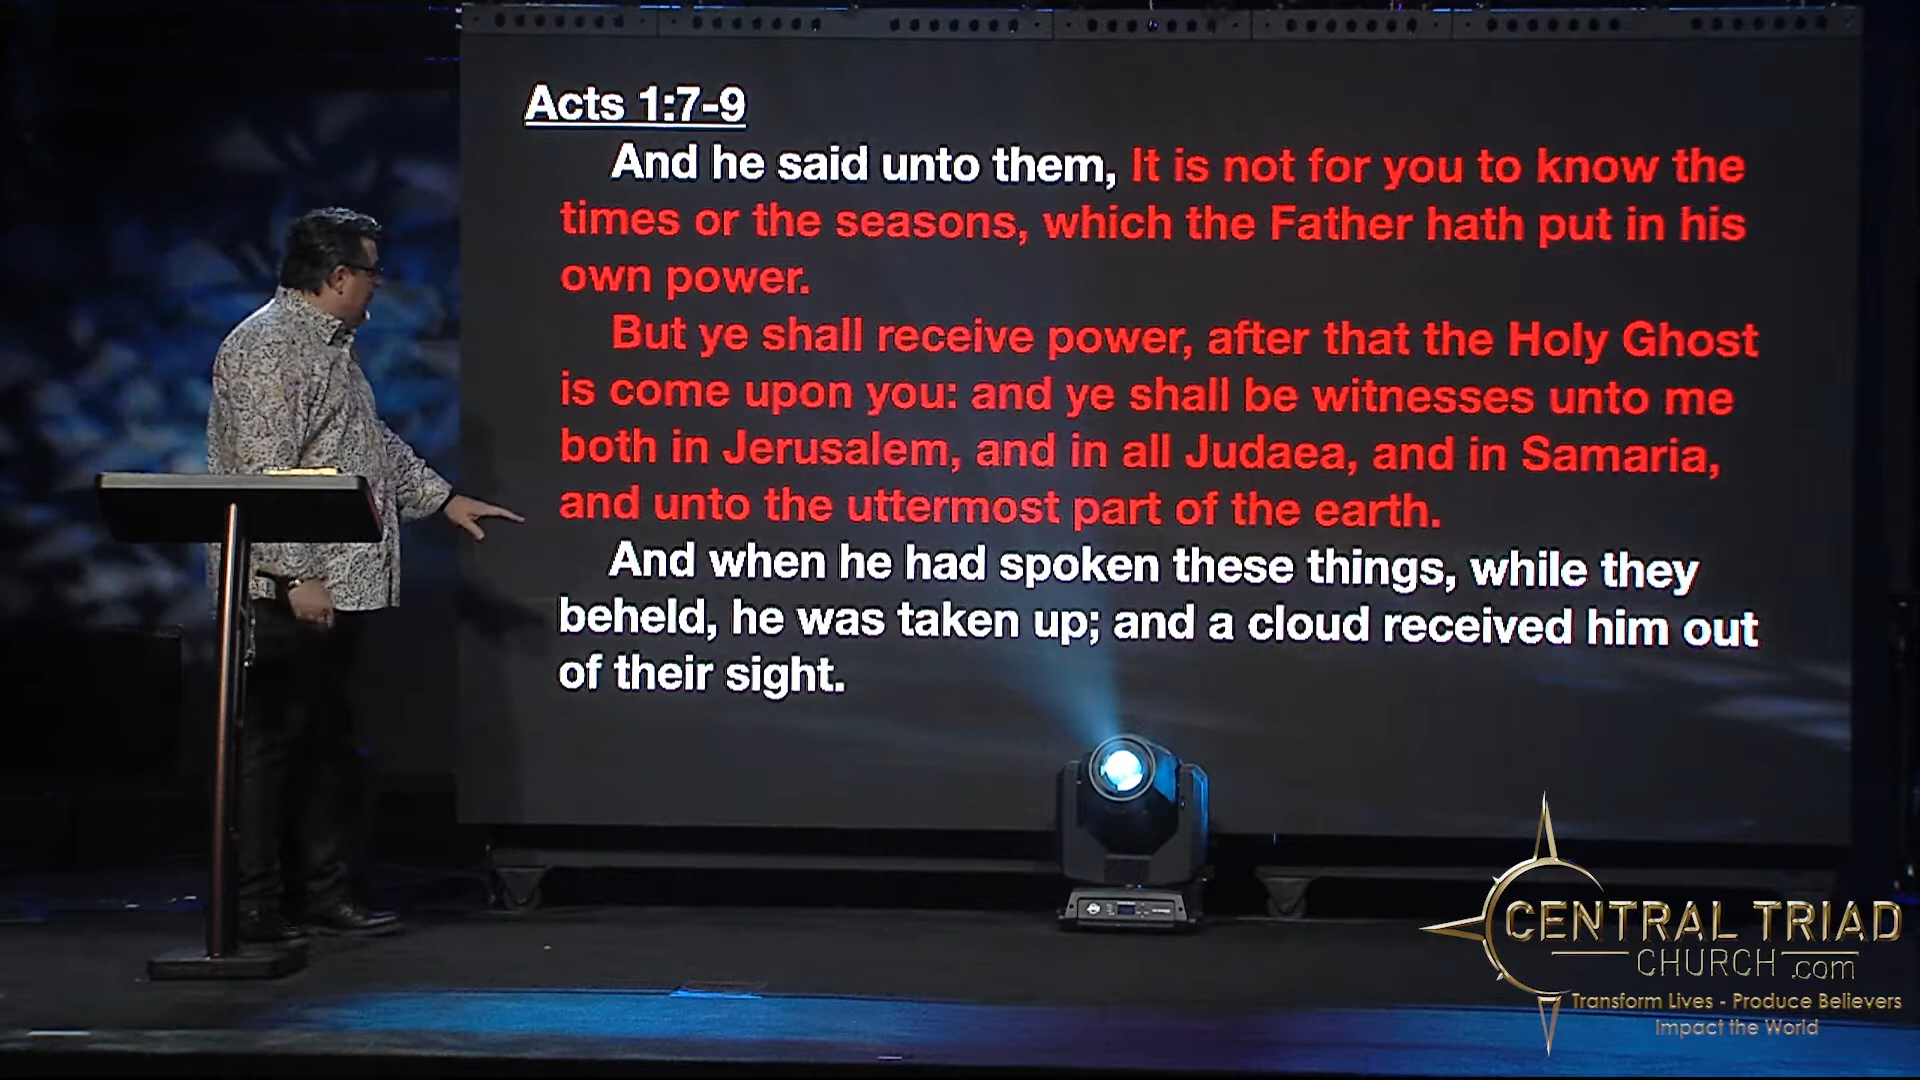 Acts 1:7-9
And he said unto them, It is not for you to know the
times or the seasons, which the Father hath put in his
own power.
But ye shall receive power, after that the Holy Ghost
is come upon you: and ye shall be witnesses unto me
both in Jerusalem, and in all Judaea, and in Samaria,
and unto the uttermost part of the earth.
And when he had spoken these things, while they
beheld, he was taken up; and a cloud received him out
of their sight.
CENTRAL TRIAD
CHURCH.com
Transform Lives - Produce Believers
Impact the World